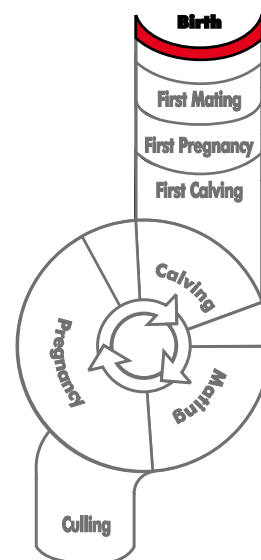 Birth
First Mating
First Pregnancy
First Calving
Calving
Pregnancy
Mating
Culling